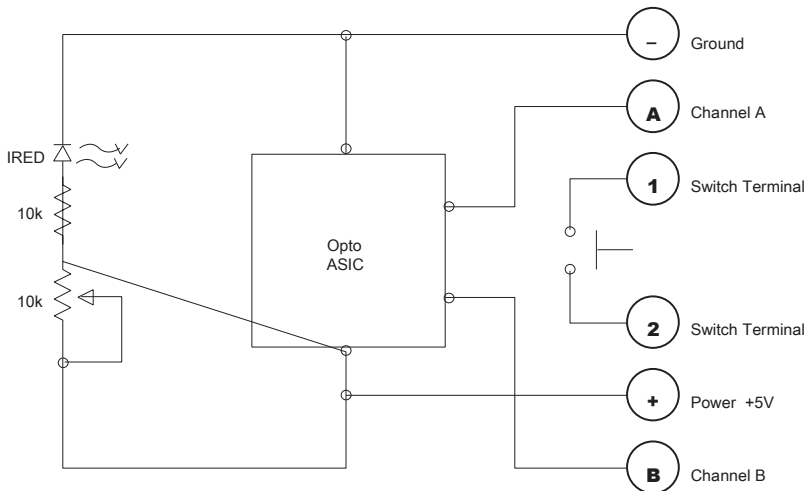 –
Ground
A
Channel A
IRED
1
Switch Terminal
10k
Opto
ASIC
10k
2
Switch Terminal
+
Power +5V
B
Channel B